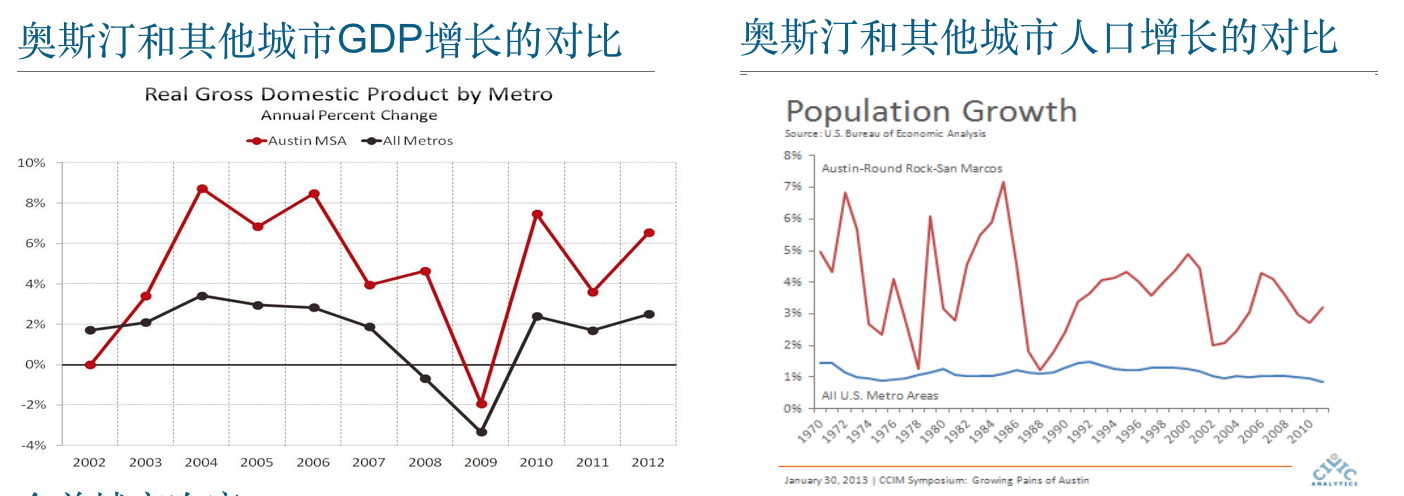 奥斯汀和其他城市GDP增长的对比
Real Gross Domestic Product by Metro
Annual Percent Change
Austin MSA All Metros
10%
8%
6%
4%
2%
0%
-2%
-4%
2002 2003 2004 2005 2006 2007 2008 2009 2010 2011 2012
奥斯汀和其他城市人口增长的对比
Population Growth
Source: U.S. Bureau of Economic Analysis
8%
Austin-Round Rock-San Marcos
7%
6%
5%
4%
3%
2%
1%
All U.S. Metro Areas
0%
1970 1972 1974 1976 1978 1980 1982 1984 1986 1988 1990 1992 1994 1996 1998 2000 2002 2004 2006 2008 2010
January 30, 2013 | CCIM Symposium: Growing Pains of Austin
CIVIC
ANALYTICS